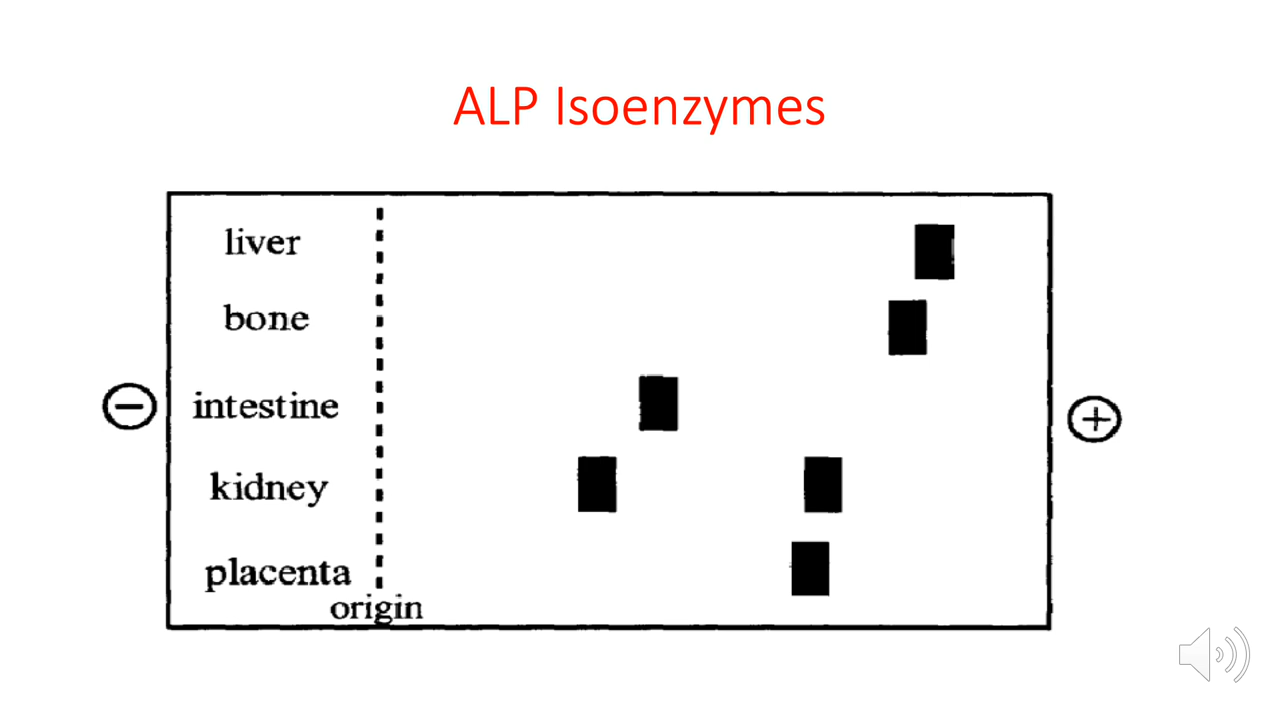 ALP Isoenzymes
liver
bone
− intestine +
kidney
placenta
origin